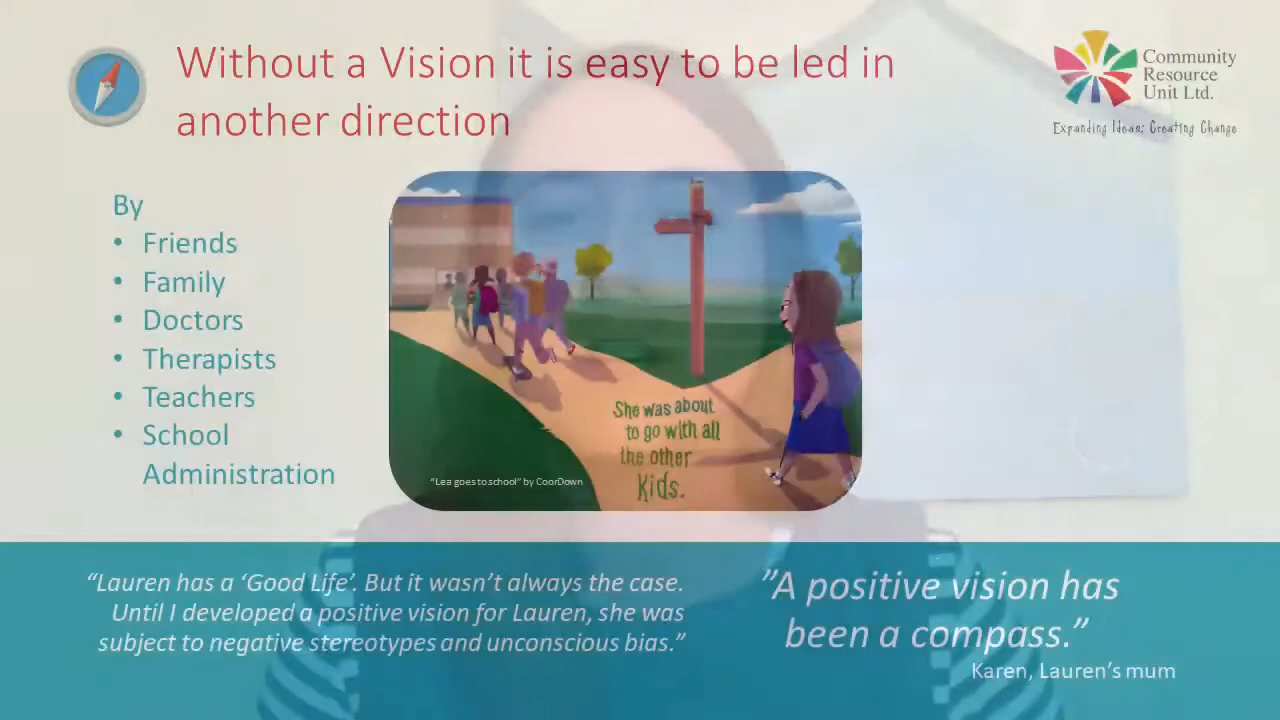 Without a Vision it is easy to be led in
another direction
Community
Resource
Unit Ltd.
Expanding Ideas; Creating Change
By
• Friends
• Family
• Doctors
• Therapists
• Teachers
• School
Administration
She was about
to go with all
the other
Kids.
"Lea goes to school" by CoorDown
“Lauren has a ‘Good Life’. But it wasn’t always the case.
Until I developed a positive vision for Lauren, she was
subject to negative stereotypes and unconscious bias.”
”A positive vision has
been a compass.”
Karen, Lauren’s mum